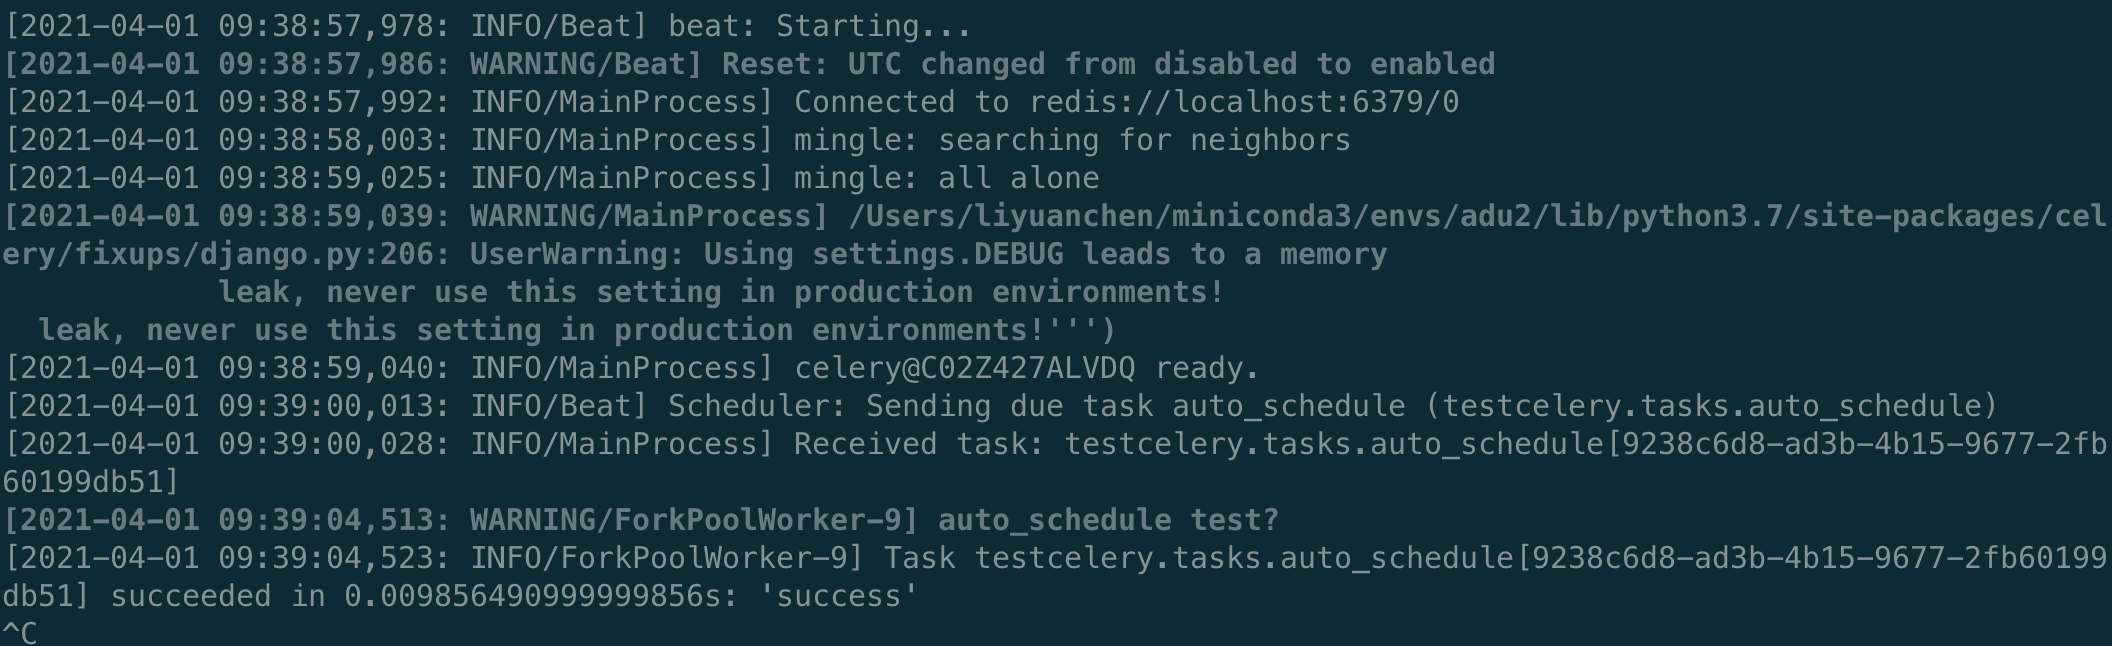 [2021-04-01 09:38:57,978: INFO/Beat] beat: Starting...
[2021-04-01 09:38:57,986: WARNING/Beat] Reset: UTC changed from disabled to enabled
[2021-04-01 09:38:57,992: INFO/MainProcess] Connected to redis://localhost:6379/0
[2021-04-01 09:38:58,003: INFO/MainProcess] mingle: searching for neighbors
[2021-04-01 09:38:59,025: INFO/MainProcess] mingle: all alone
[2021-04-01 09:38:59,039: WARNING/MainProcess] /Users/liyuanchen/miniconda3/envs/adu2/lib/python3.7/site-packages/cel
ery/fixups/django.py:206: UserWarning: Using settings.DEBUG leads to a memory
            leak, never use this setting in production environments!
  leak, never use this setting in production environments!''')
[2021-04-01 09:38:59,040: INFO/MainProcess] celery@C02Z427ALVDQ ready.
[2021-04-01 09:39:00,013: INFO/Beat] Scheduler: Sending due task auto_schedule (testcelery.tasks.auto_schedule)
[2021-04-01 09:39:00,028: INFO/MainProcess] Received task: testcelery.tasks.auto_schedule[9238c6d8-ad3b-4b15-9677-2fb
60199db51]
[2021-04-01 09:39:04,513: WARNING/ForkPoolWorker-9] auto_schedule test?
[2021-04-01 09:39:04,523: INFO/ForkPoolWorker-9] Task testcelery.tasks.auto_schedule[9238c6d8-ad3b-4b15-9677-2fb60199
db51] succeeded in 0.009856490999999856s: 'success'
^C